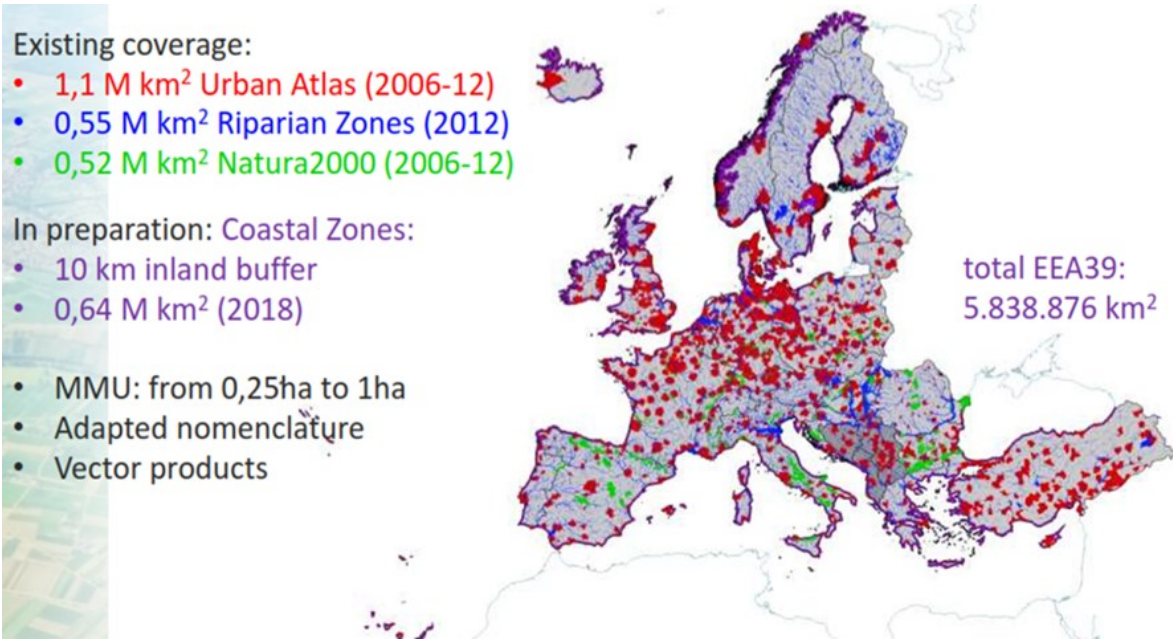 Existing coverage:
• 1,1 M km² Urban Atlas (2006-12)
• 0,55 M km² Riparian Zones (2012)
• 0,52 M km² Natura2000 (2006-12)
In preparation: Coastal Zones:
• 10 km inland buffer
• 0,64 M km² (2018)
• MMU: from 0,25ha to 1ha
• Adapted nomenclature
• Vector products
total EEA39:
5.838.876 km²